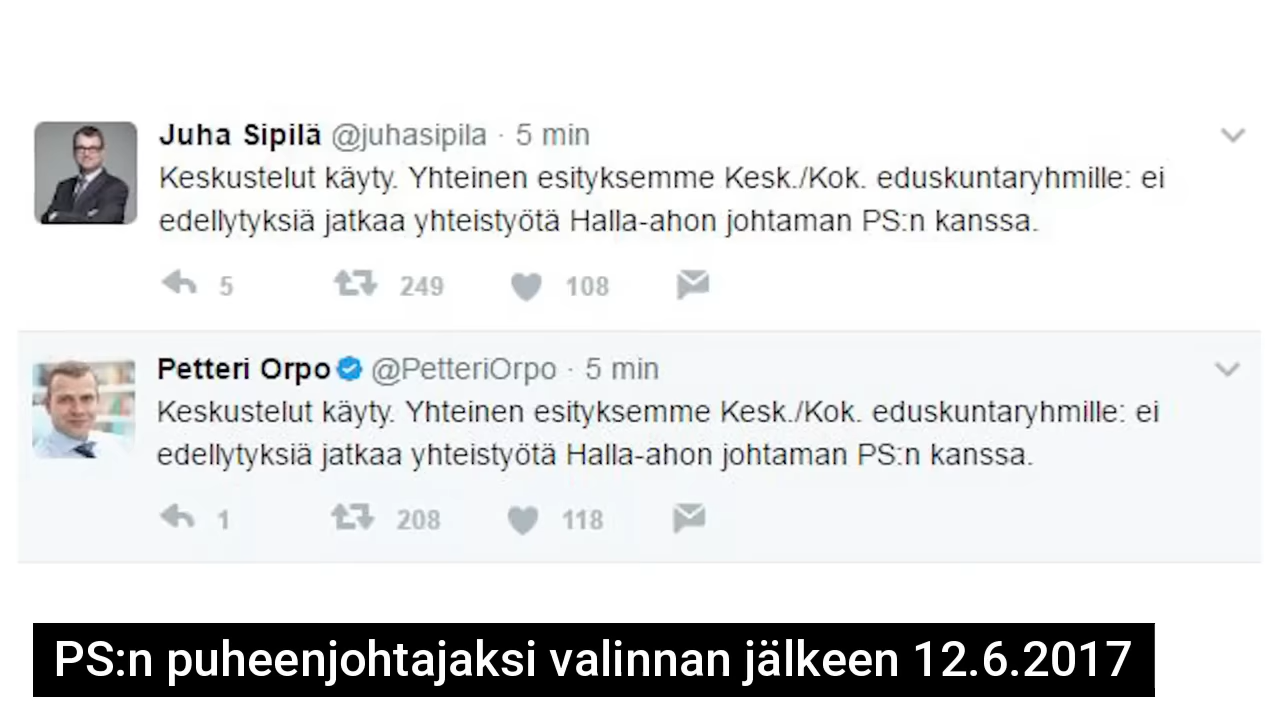 Juha Sipilä @juhasipila · 5 min
Keskustelut käyty. Yhteinen esityksemme Kesk./Kok. eduskuntaryhmille: ei
edellytyksiä jatkaa yhteistyötä Halla-ahon johtaman PS:n kanssa.
5 249 108
Petteri Orpo @PetteriOrpo · 5 min
Keskustelut käyty. Yhteinen esityksemme Kesk./Kok. eduskuntaryhmille: ei
edellytyksiä jatkaa yhteistyötä Halla-ahon johtaman PS:n kanssa.
1 208 118
PS:n puheenjohtajaksi valinnan jälkeen 12.6.2017